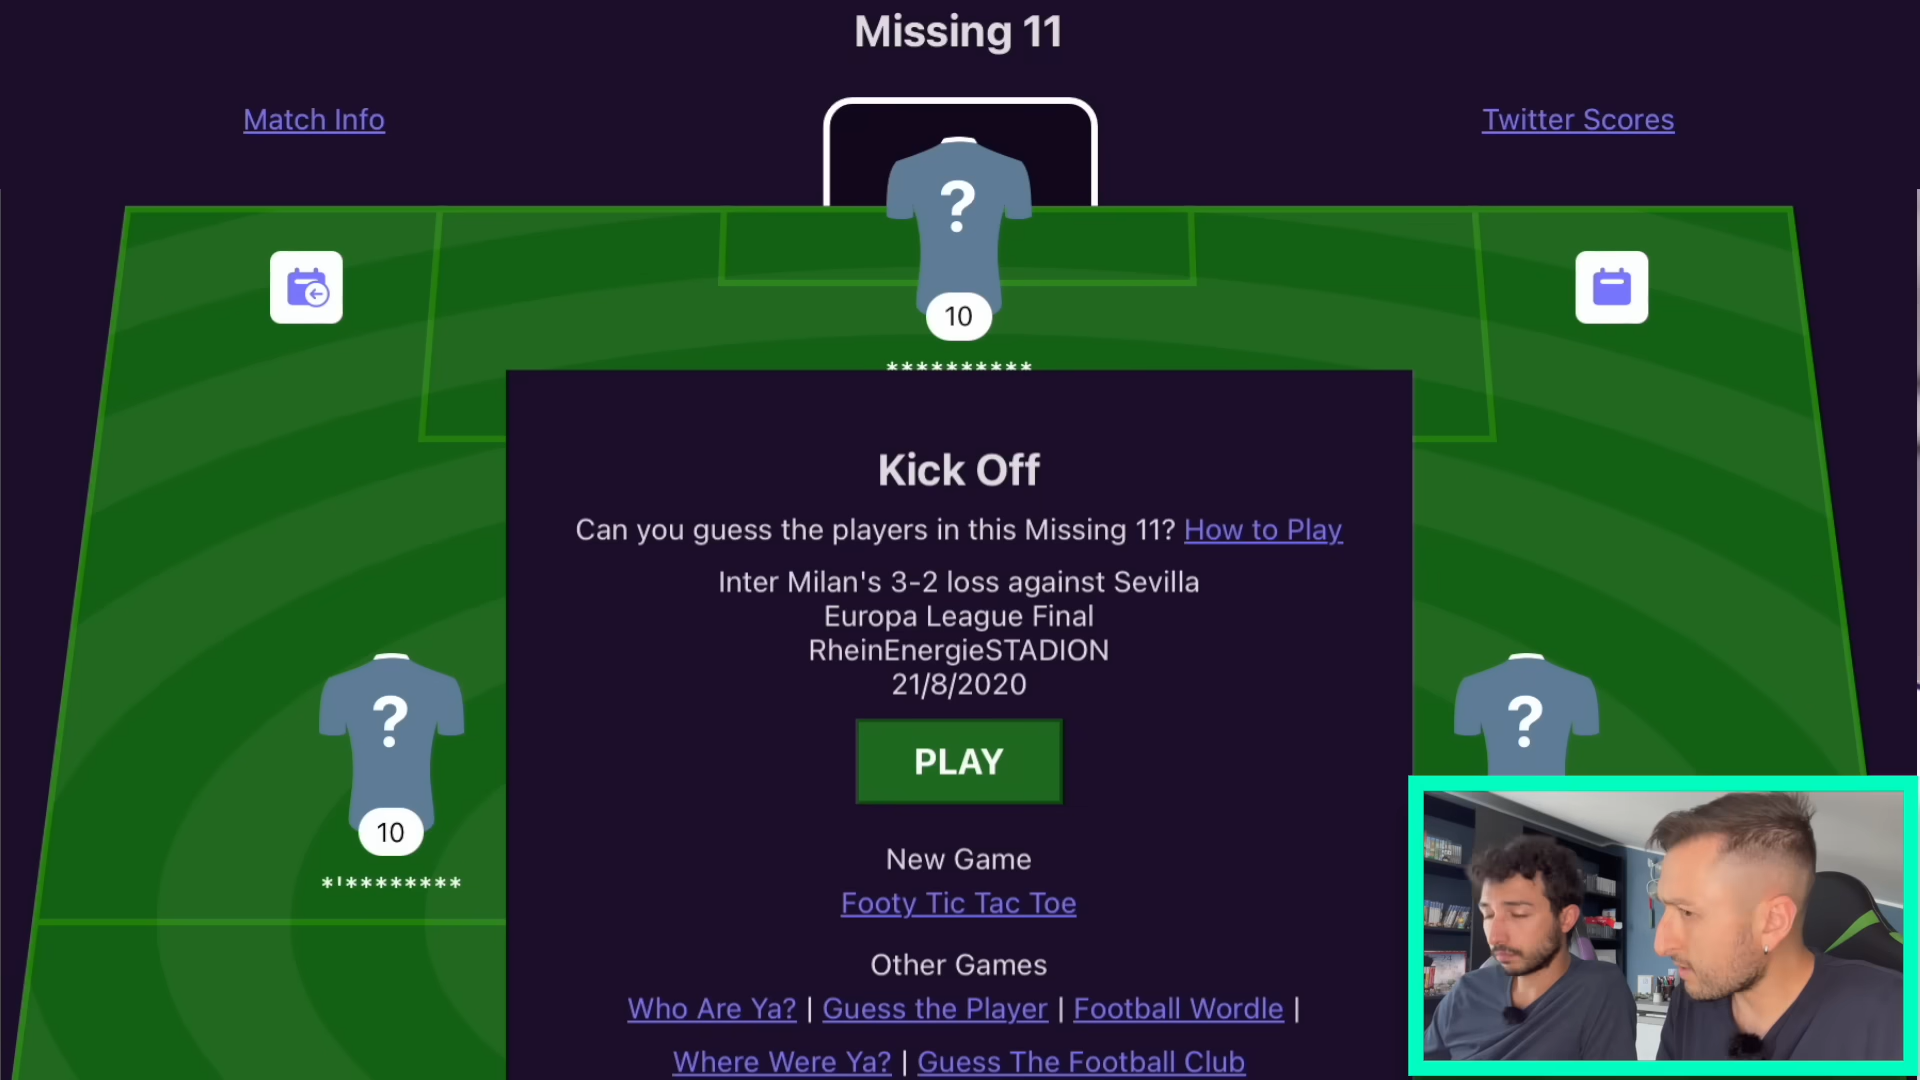 Missing 11
Match Info
Twitter Scores
?
10
**********
Kick Off
Can you guess the players in this Missing 11? How to Play
Inter Milan's 3-2 loss against Sevilla
Europa League Final
RheinEnergieSTADION
21/8/2020
?
?
PLAY
10
*'********
New Game
Footy Tic Tac Toe
Other Games
Who Are Ya? | Guess the Player | Football Wordle |
Where Were Ya? | Guess The Football Club